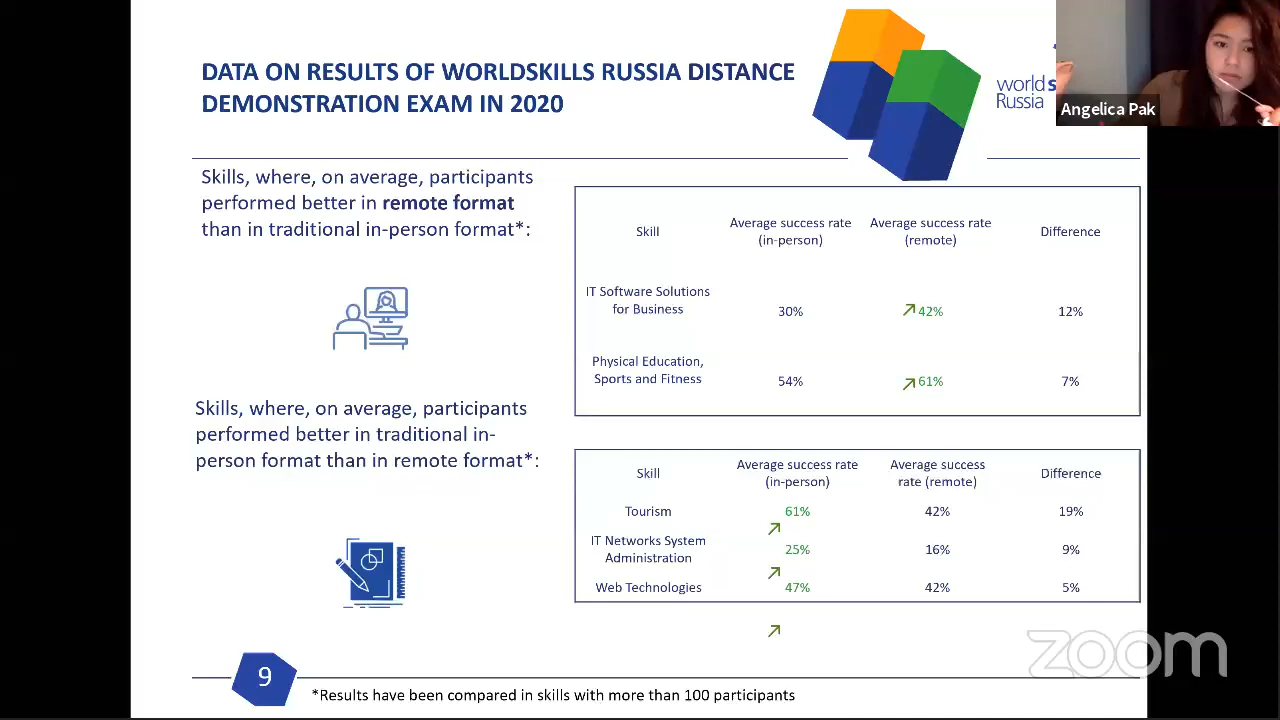 DATA ON RESULTS OF WORLDSKILLS RUSSIA DISTANCE
DEMONSTRATION EXAM IN 2020
world s
Russia
Angelica Pak
Skills, where, on average, participants
performed better in remote format
than in traditional in-person format*:
Skill
Average success rate
(in-person)
Average success rate
(remote)
Difference
IT Software Solutions
for Business
30%
42%
12%
Physical Education,
Sports and Fitness
54%
61%
7%
Skills, where, on average, participants
performed better in traditional in-
person format than in remote format*:
Skill
Average success rate
(in-person)
Average success
rate (remote)
Difference
Tourism
61%
42%
19%
IT Networks System
Administration
25%
16%
9%
Web Technologies
47%
42%
5%
zoom
9
*Results have been compared in skills with more than 100 participants